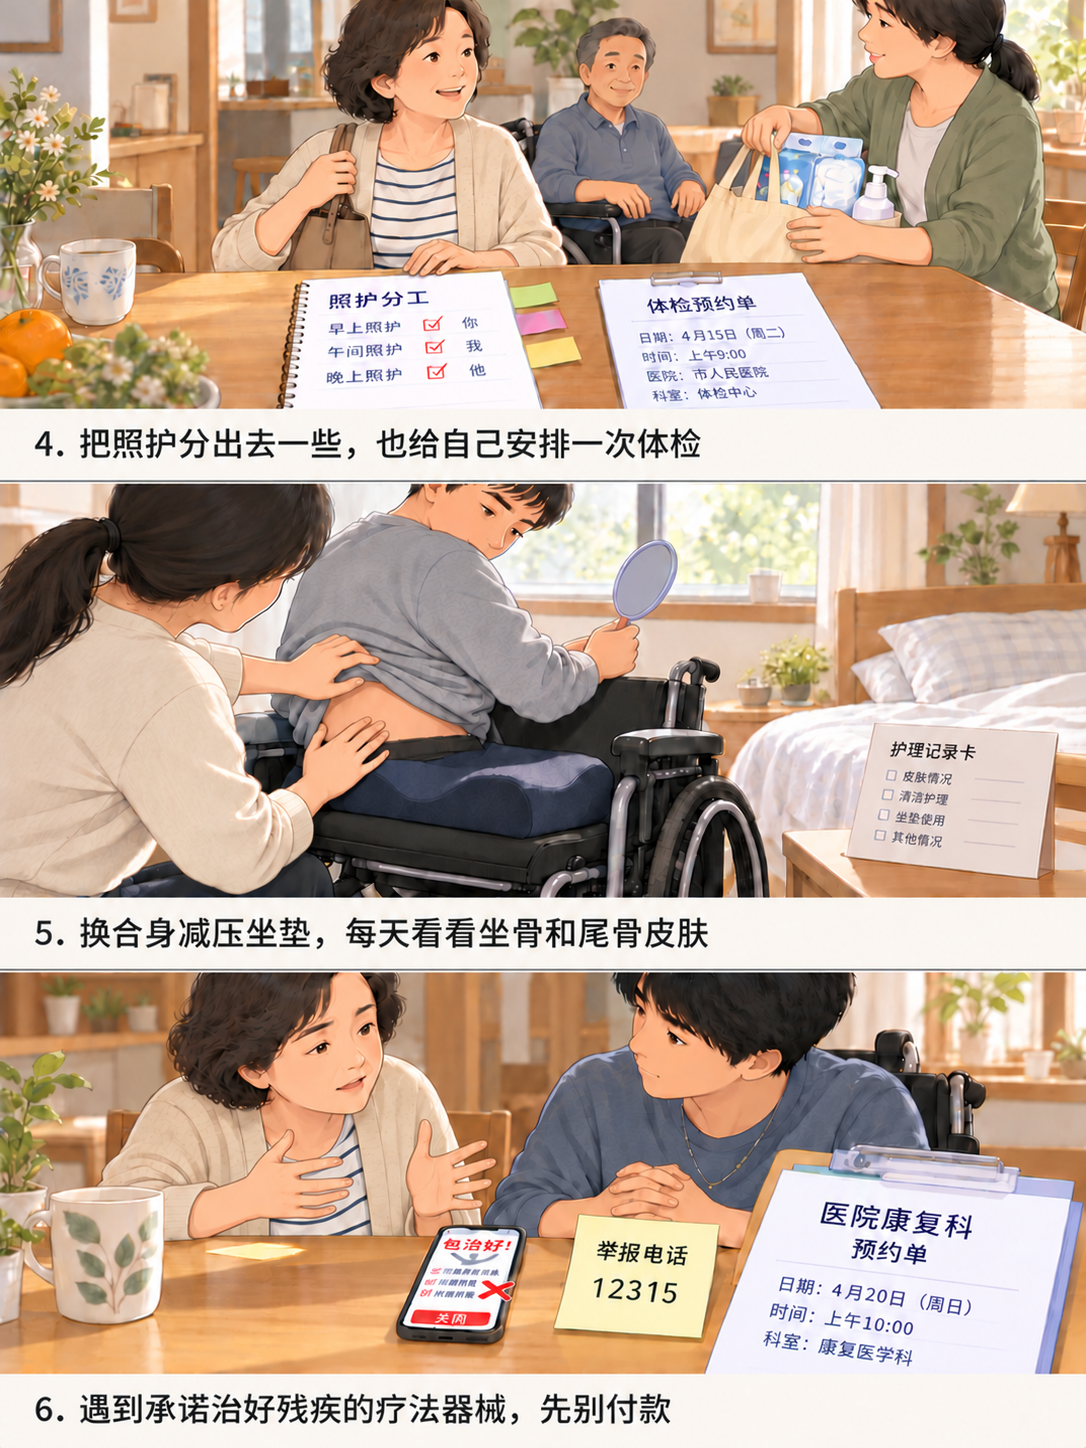 照护分工
早上照护 你
午间照护 我
晚上照护 他
体检预约单
日期：4月15日（周二）
时间：上午9:00
医院：市人民医院
科室：体检中心
4. 把照护分出去一些，也给自己安排一次体检
护理记录卡
皮肤情况
清洁护理
坐垫使用
其他情况
5. 换合身减压坐垫，每天看看坐骨和尾骨皮肤
包治好！
举报电话
12315
医院康复科
预约单
日期：4月20日（周日）
时间：上午10:00
科室：康复医学科
6. 遇到承诺治好残疾的疗法器械，先别付款